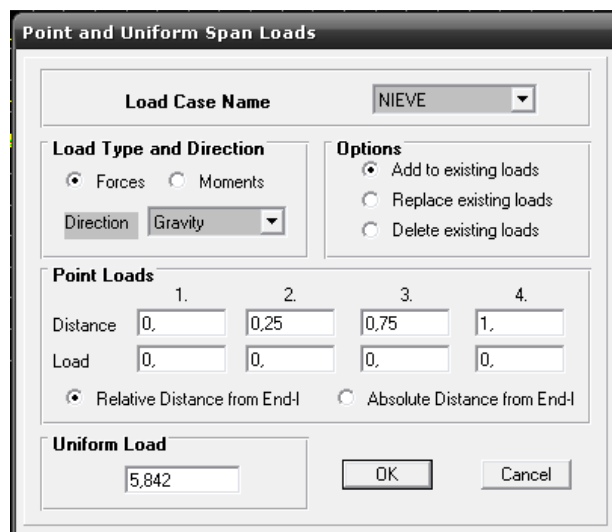 Point and Uniform Span Loads
Load Case Name NIEVE
Load Type and Direction
Forces Moments
Direction Gravity
Options
Add to existing loads
Replace existing loads
Delete existing loads
Point Loads
1. 2. 3. 4.
Distance 0, 0,25 0,75 1,
Load 0, 0, 0, 0,
Relative Distance from End-I Absolute Distance from End-I
Uniform Load
5,842
OK Cancel